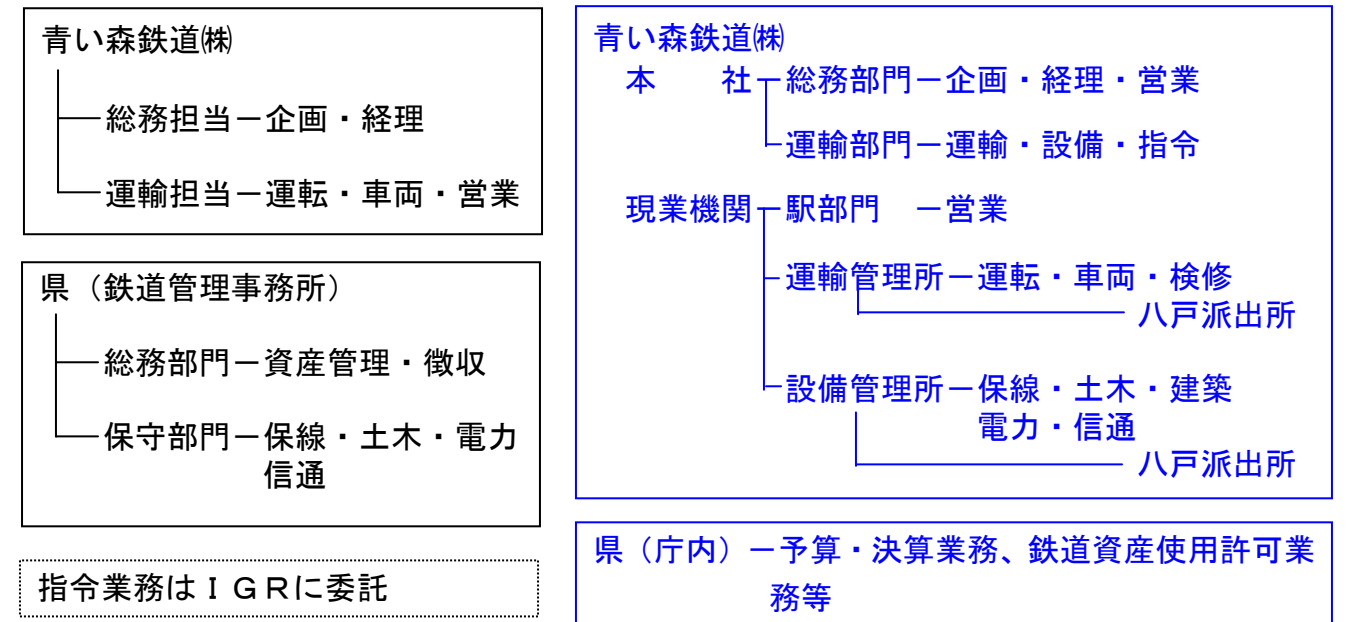 青い森鉄道㈱
総務担当－企画・経理
運輸担当－運転・車両・営業
県（鉄道管理事務所）
総務部門－資産管理・徴収
保守部門－保線・土木・電力
信通
指令業務はＩＧＲに委託
青い森鉄道㈱
本　　社　総務部門－企画・経理・営業
運輸部門－運輸・設備・指令
現業機関　駅部門　－営業
運輸管理所－運転・車両・検修
八戸派出所
設備管理所－保線・土木・建築
電力・信通
八戸派出所
県（庁内）－予算・決算業務、鉄道資産使用許可業
務等